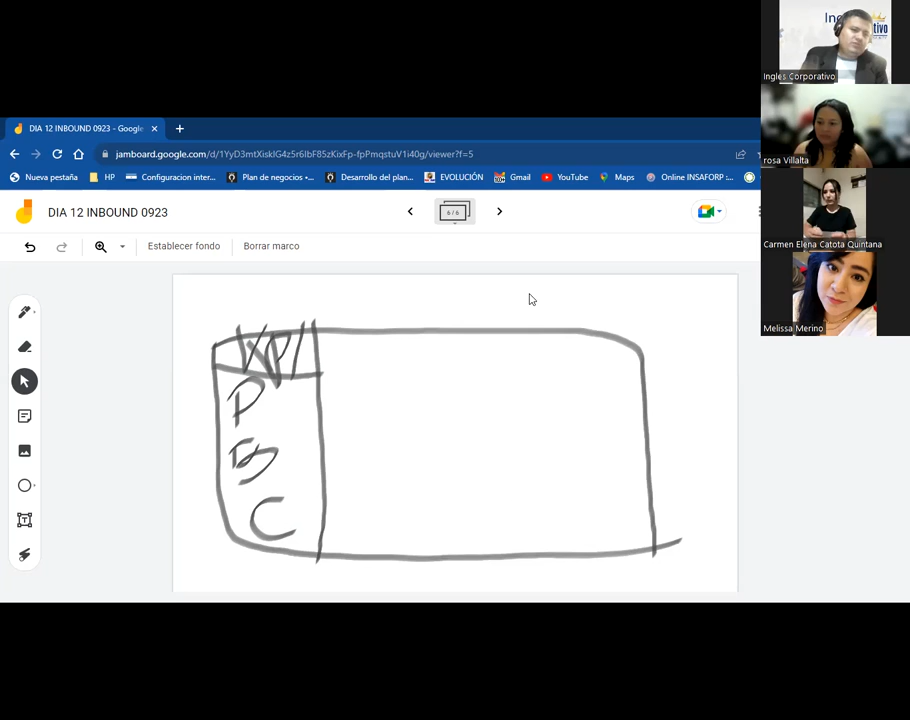 Ingles Corporativo
rosa Villalta
Carmen Elena Catota Quintana
Melissa Merino
DIA 12 INBOUND 0923 - Google
jamboard.google.com/d/1YyD3mtXisklG4z5r6IbF85zKixFp-fpPmqstuV1i40g/viewer?f=5
Nueva pestaña
HP
Configuracion inter...
Plan de negocios •...
Desarrollo del plan...
EVOLUCIÓN
Gmail
YouTube
Maps
Online INSAFORP :...
DIA 12 INBOUND 0923
6/6
Establecer fondo
Borrar marco
KPI
P
B
C